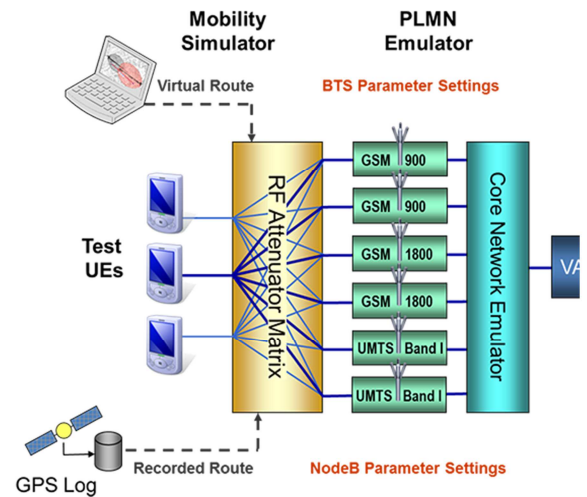 Mobility
Simulator
PLMN
Emulator
Virtual Route
BTS Parameter Settings
GSM 900
GSM 900
GSM 1800
GSM 1800
UMTS Band I
UMTS Band I
RF Attenuator Matrix
Core Network Emulator
VA
Test
UEs
Recorded Route
NodeB Parameter Settings
GPS Log